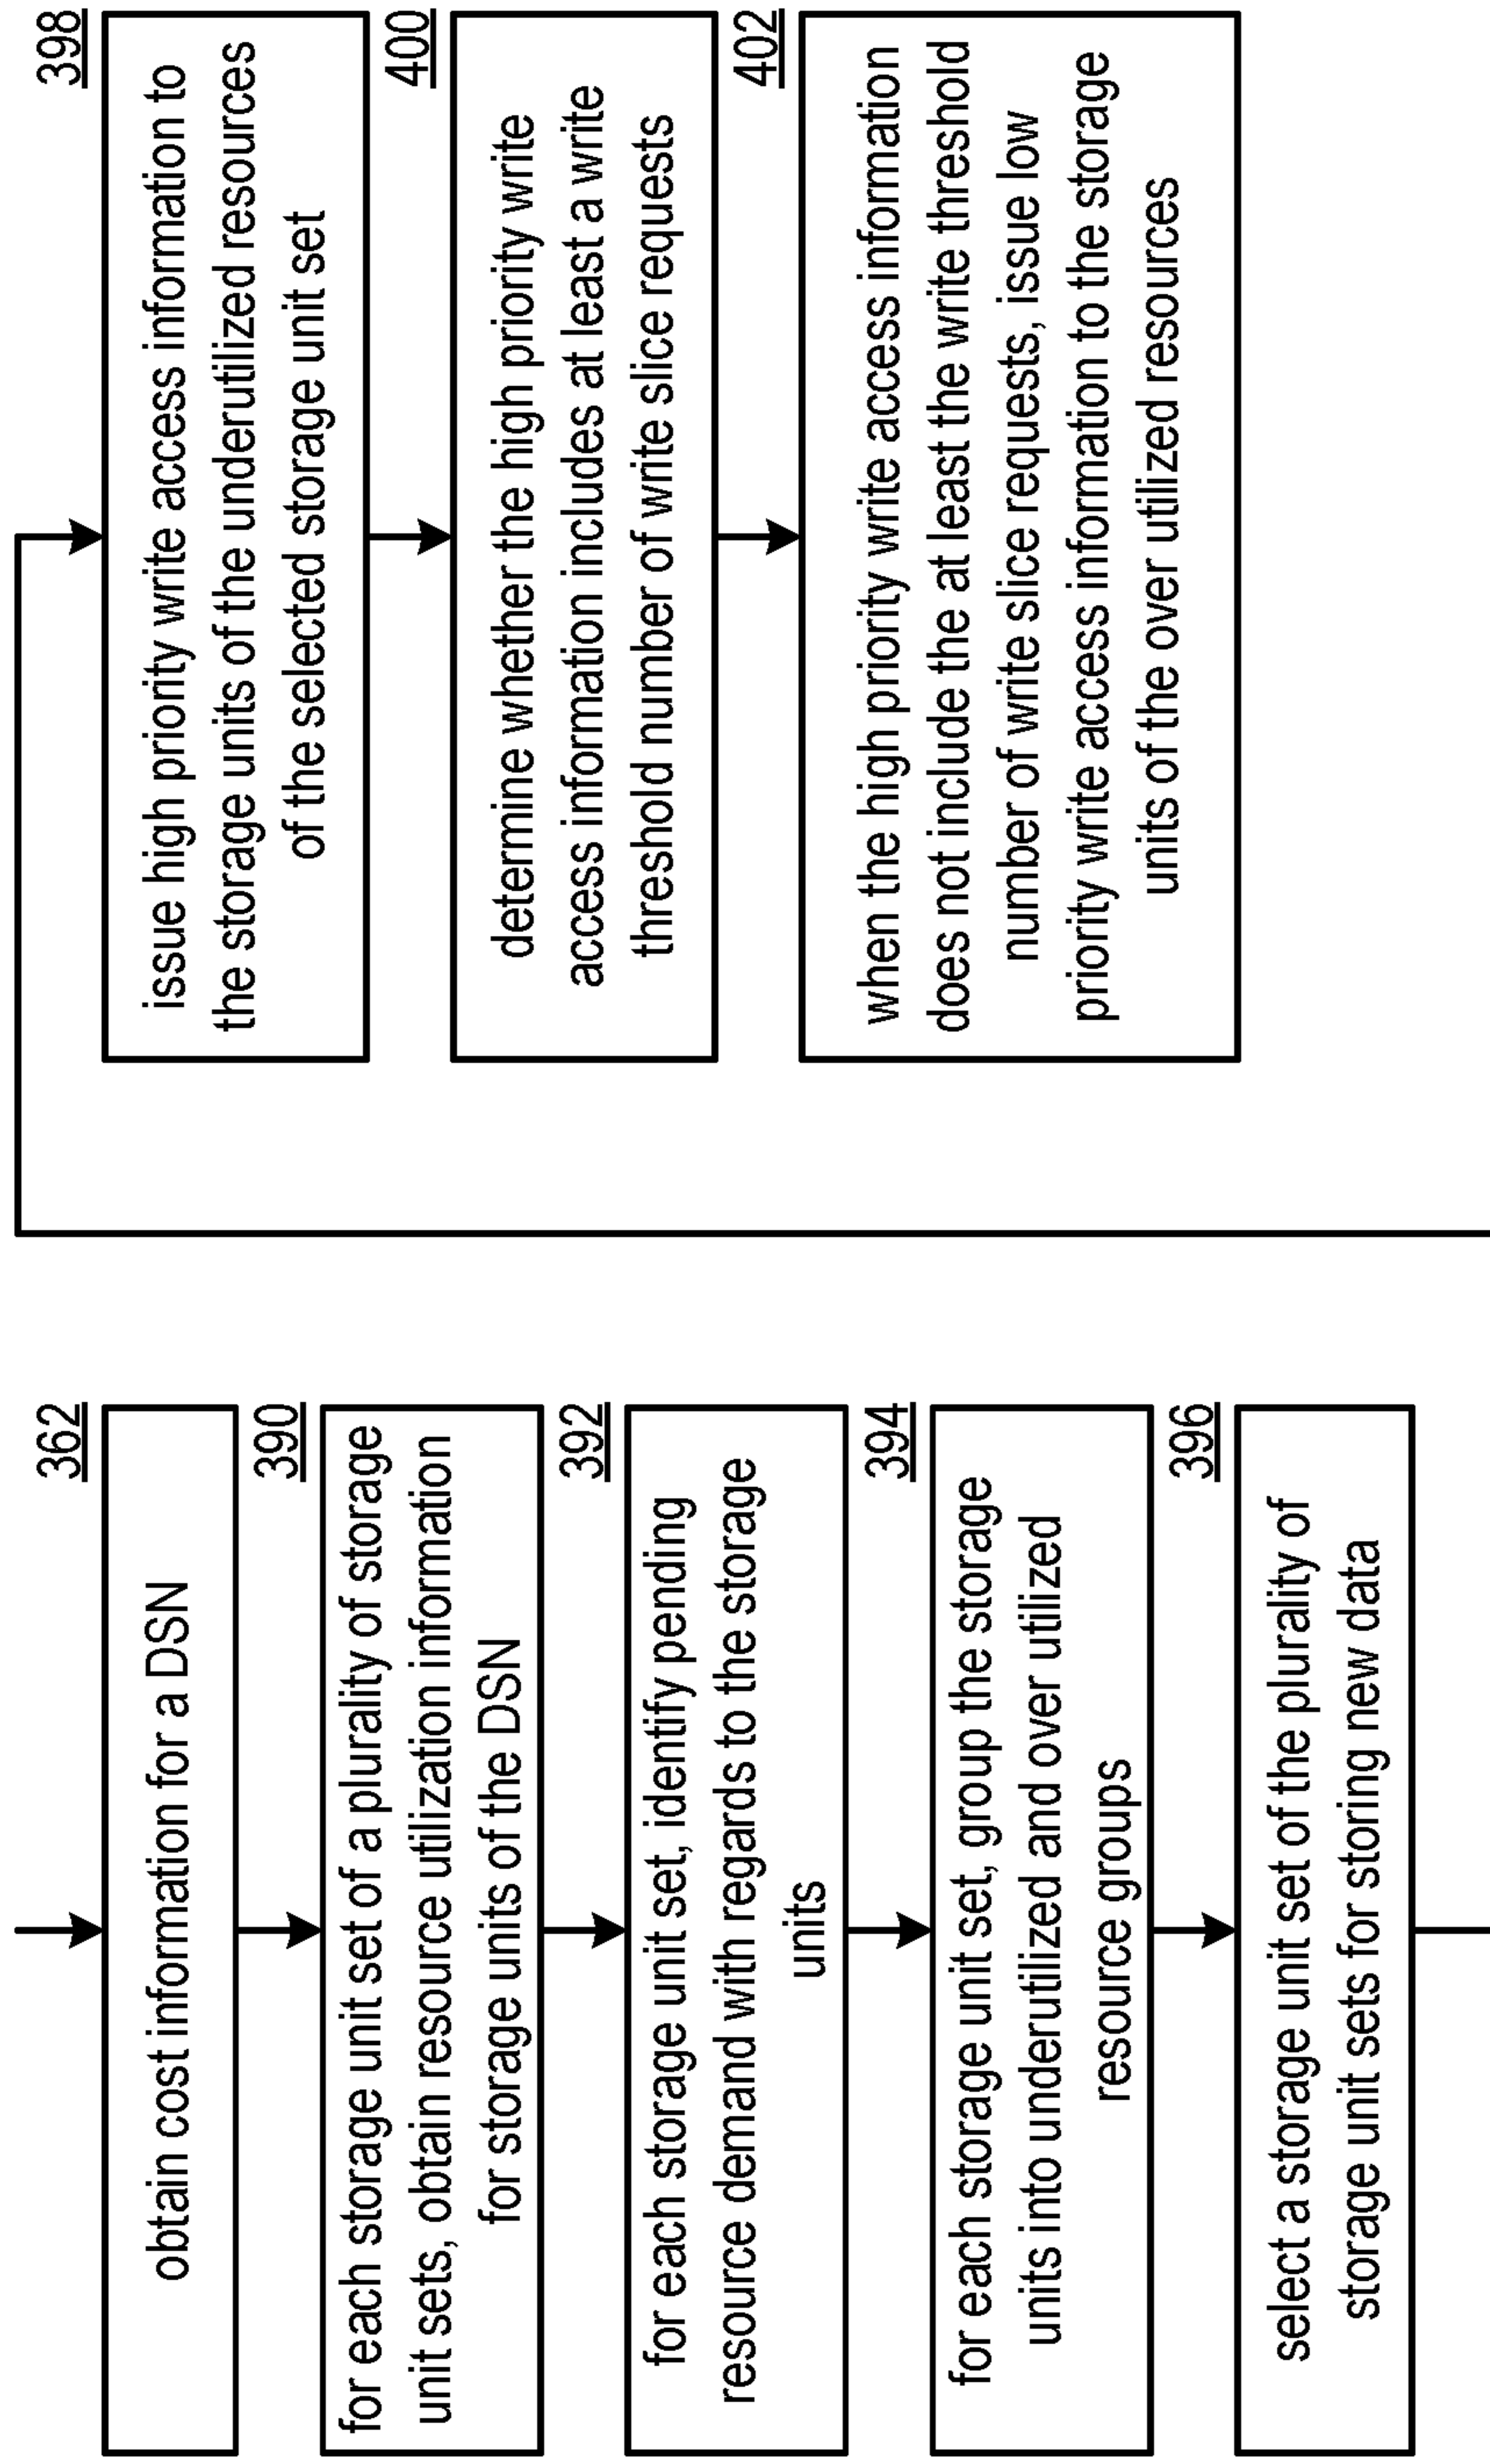 362
obtain cost information for a DSN
390
for each storage unit set of a plurality of storage
unit sets, obtain resource utilization information
for storage units of the DSN
392
for each storage unit set, identify pending
resource demand with regards to the storage
units
394
for each storage unit set, group the storage
units into underutilized and over utilized
resource groups
396
select a storage unit set of the plurality of
storage unit sets for storing new data
398
issue high priority write access information to
the storage units of the underutilized resources
of the selected storage unit set
400
determine whether the high priority write
access information includes at least a write
threshold number of write slice requests
402
when the high priority write access information
does not include the at least the write threshold
number of write slice requests, issue low
priority write access information to the storage
units of the over utilized resources